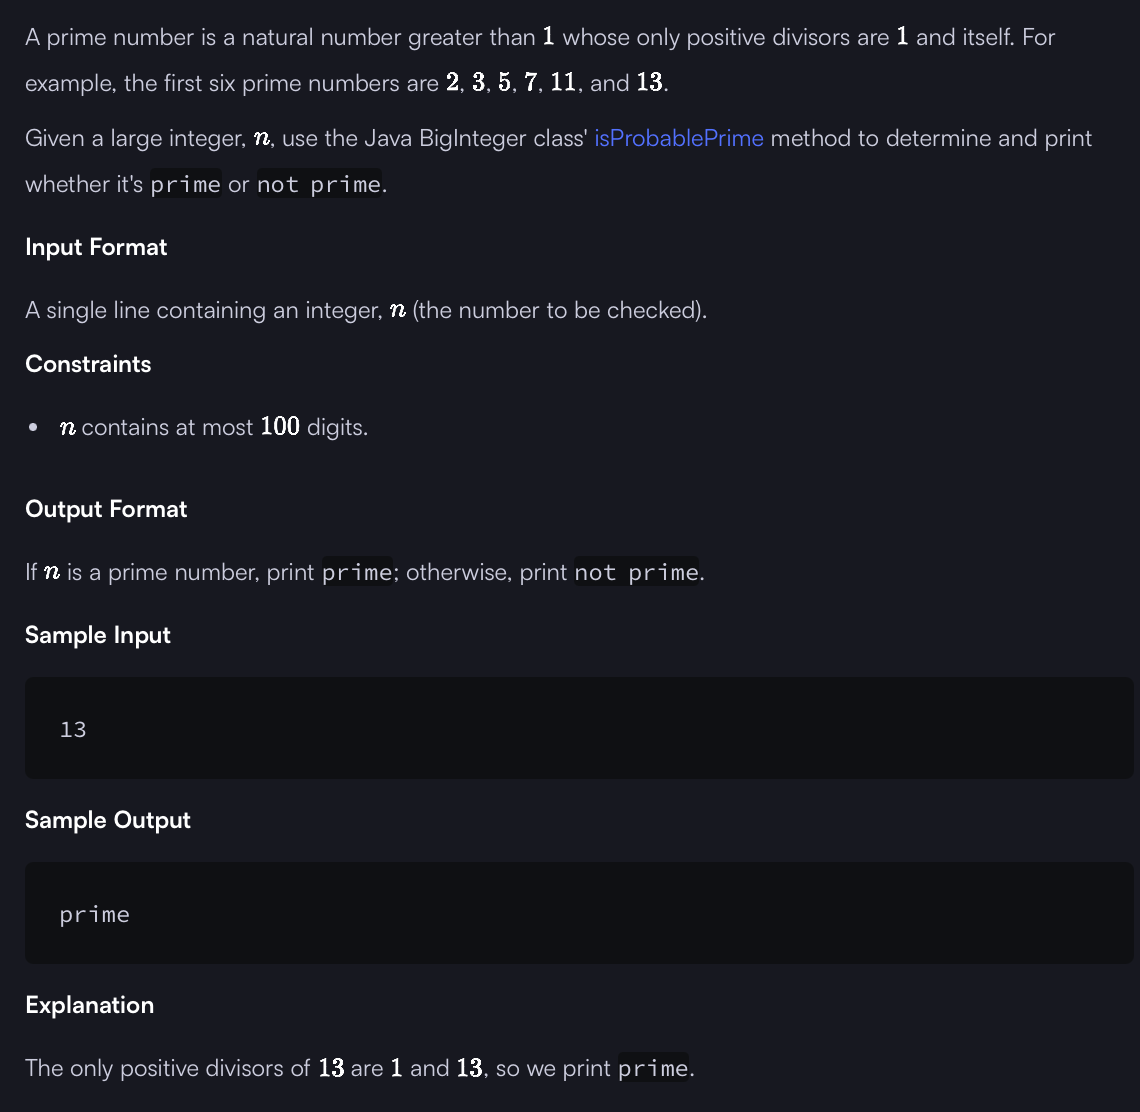 A prime number is a natural number greater than 1 whose only positive divisors are 1 and itself. For
example, the first six prime numbers are 2, 3, 5, 7, 11, and 13.
Given a large integer, n, use the Java BigInteger class' isProbablePrime method to determine and print
whether it's prime or not prime.
Input Format
A single line containing an integer, n (the number to be checked).
Constraints
• n contains at most 100 digits.
Output Format
If n is a prime number, print prime; otherwise, print not prime.
Sample Input
13
Sample Output
prime
Explanation
The only positive divisors of 13 are 1 and 13, so we print prime.